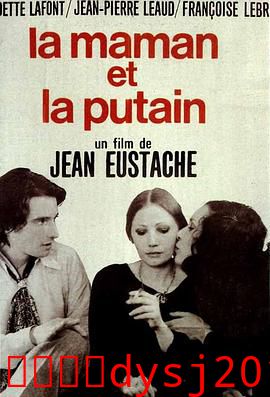 DETTE LAFONT/JEAN-PIERRE LEAUD/FRANÇOISE LEBR
la maman
et
la putain
un film de
JEAN EUSTACHE
□□□□dysj20